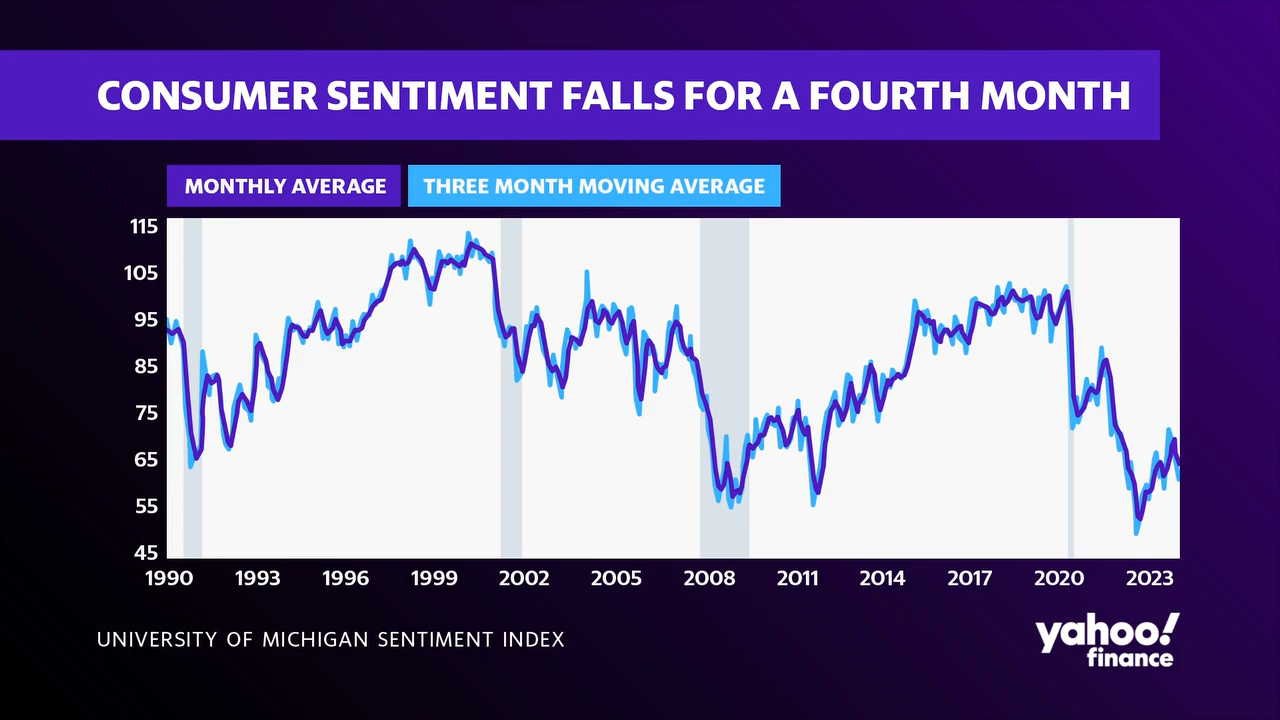 CONSUMER SENTIMENT FALLS FOR A FOURTH MONTH
MONTHLY AVERAGE THREE MONTH MOVING AVERAGE
115
105
95
85
75
65
55
45
1990 1993 1996 1999 2002 2005 2008 2011 2014 2017 2020 2023
UNIVERSITY OF MICHIGAN SENTIMENT INDEX
yahoo!
finance